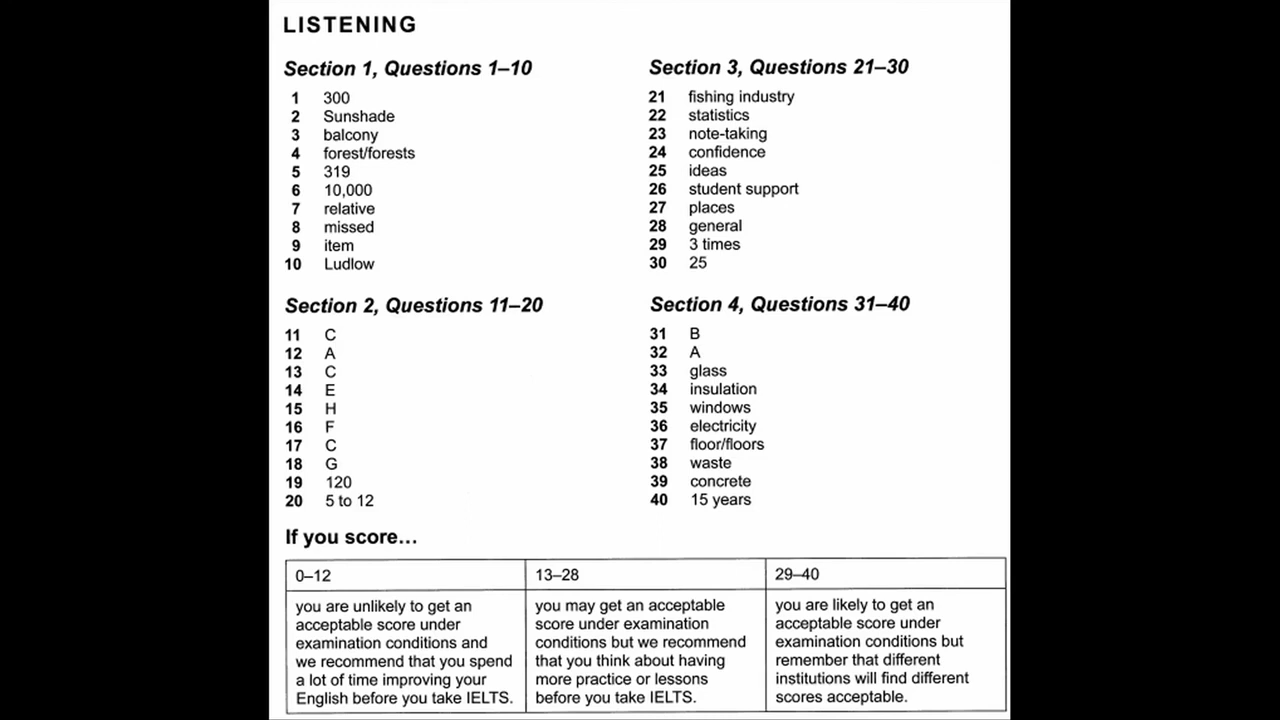 LISTENING
Section 1, Questions 1–10
1 300
2 Sunshade
3 balcony
4 forest/forests
5 319
6 10,000
7 relative
8 missed
9 item
10 Ludlow
Section 2, Questions 11–20
11 C
12 A
13 C
14 E
15 H
16 F
17 C
18 G
19 120
20 5 to 12
Section 3, Questions 21–30
21 fishing industry
22 statistics
23 note-taking
24 confidence
25 ideas
26 student support
27 places
28 general
29 3 times
30 25
Section 4, Questions 31–40
31 B
32 A
33 glass
34 insulation
35 windows
36 electricity
37 floor/floors
38 waste
39 concrete
40 15 years
If you score…
0–12
you are unlikely to get an
acceptable score under
examination conditions and
we recommend that you spend
a lot of time improving your
English before you take IELTS.
13–28
you may get an acceptable
score under examination
conditions but we recommend
that you think about having
more practice or lessons
before you take IELTS.
29–40
you are likely to get an
acceptable score under
examination conditions but
remember that different
institutions will find different
scores acceptable.